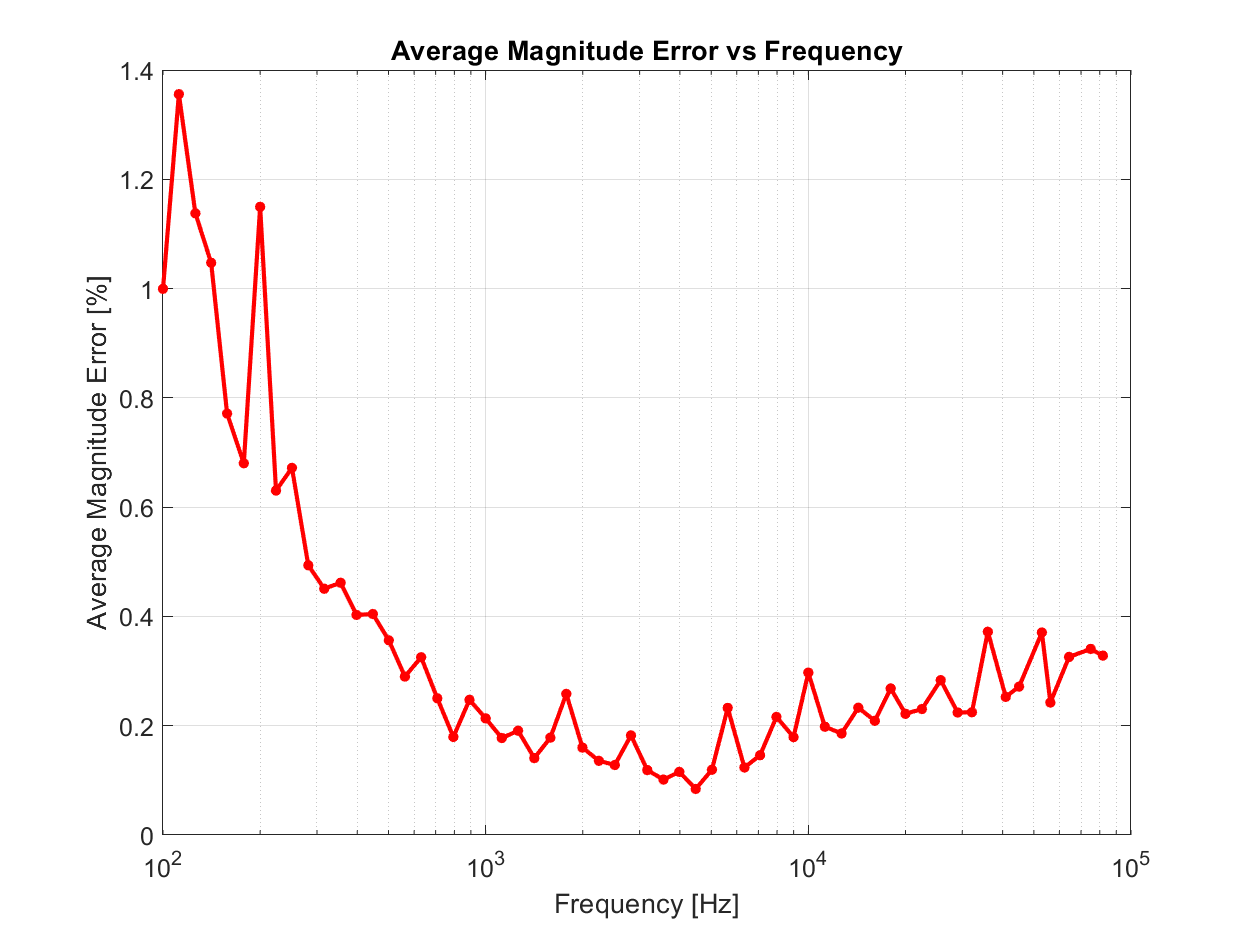 Average Magnitude Error vs Frequency
1.4
1.2
1
0.8
0.6
0.4
0.2
0
Average Magnitude Error [%]
10² 10³ 10⁴ 10⁵
Frequency [Hz]